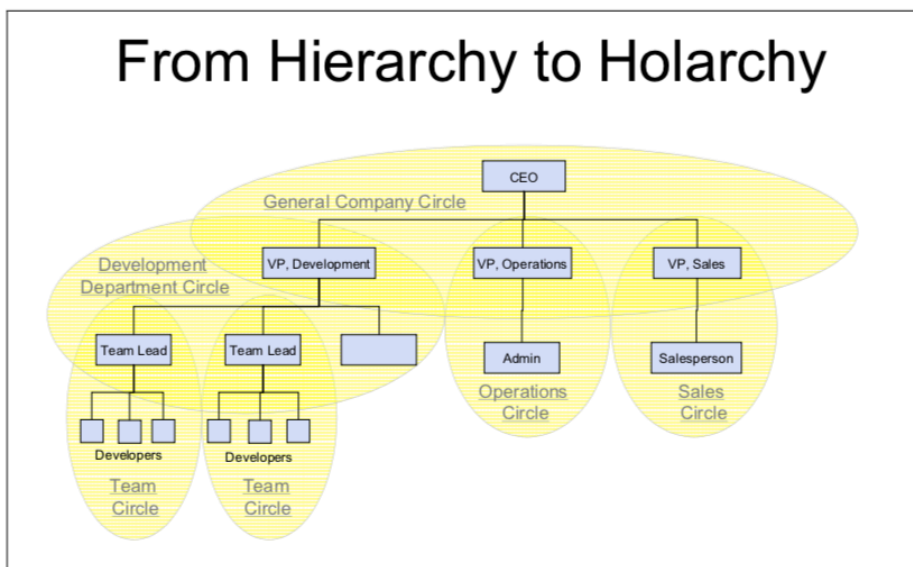 From Hierarchy to Holarchy
CEO
General Company Circle
VP, Development
VP, Operations
VP, Sales
Development
Department Circle
Team Lead
Team Lead
Admin
Salesperson
Operations
Circle
Sales
Circle
Developers
Developers
Team
Circle
Team
Circle